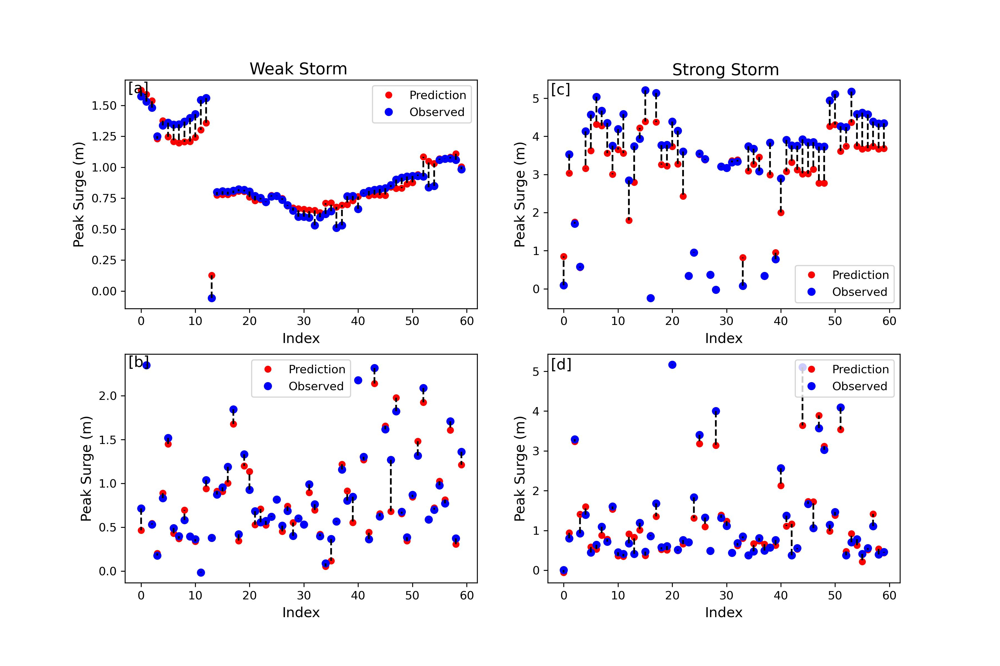 Weak Storm
[a]
Prediction
Observed
Peak Surge (m)
1.50
1.25
1.00
0.75
0.50
0.25
0.00
0 10 20 30 40 50 60
Index
Strong Storm
[c]
Prediction
Observed
Peak Surge (m)
5
4
3
2
1
0
0 10 20 30 40 50 60
Index
[b]
Prediction
Observed
Peak Surge (m)
2.0
1.5
1.0
0.5
0.0
0 10 20 30 40 50 60
Index
[d]
Prediction
Observed
Peak Surge (m)
5
4
3
2
1
0
0 10 20 30 40 50 60
Index